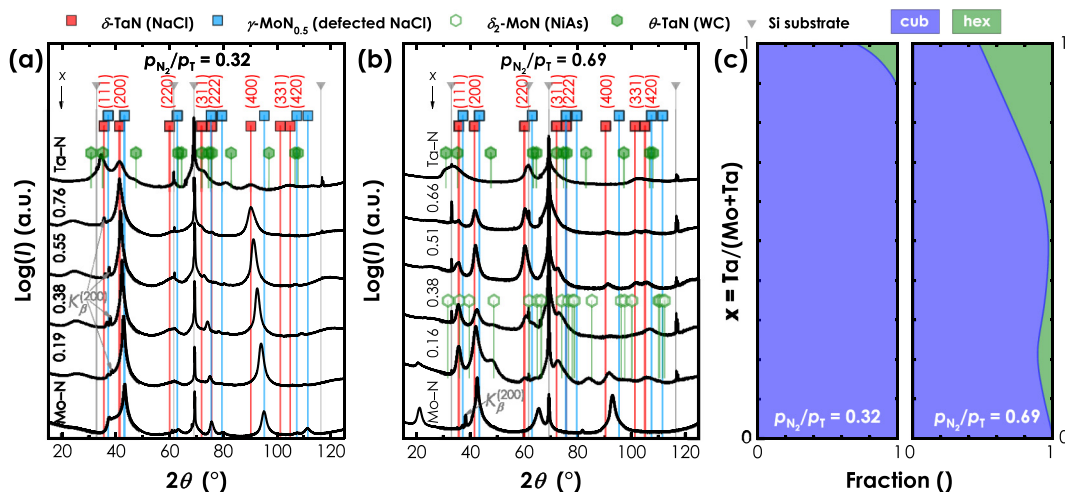 δ-TaN (NaCl) γ-MoN0.5 (defected NaCl) δ2-MoN (NiAs) θ-TaN (WC) Si substrate
cub hex
(a)
pN2/pT = 0.32
x
(111)
(200)
(220)
(311)
(222)
(400)
(331)
(420)
Ta–N
0.76
0.55
0.38
0.19
Mo–N
Kβ(200)
Log(I) (a.u.)
20 40 60 80 100 120
2θ (°)
(b)
pN2/pT = 0.69
x
(111)
(200)
(220)
(311)
(222)
(400)
(331)
(420)
Ta–N
0.66
0.51
0.38
0.16
Mo–N
Kβ(200)
Log(I) (a.u.)
20 40 60 80 100 120
2θ (°)
(c)
1
1
x = Ta/(Mo+Ta)
pN2/pT = 0.32
pN2/pT = 0.69
0
0
0 1 0 1
Fraction ()